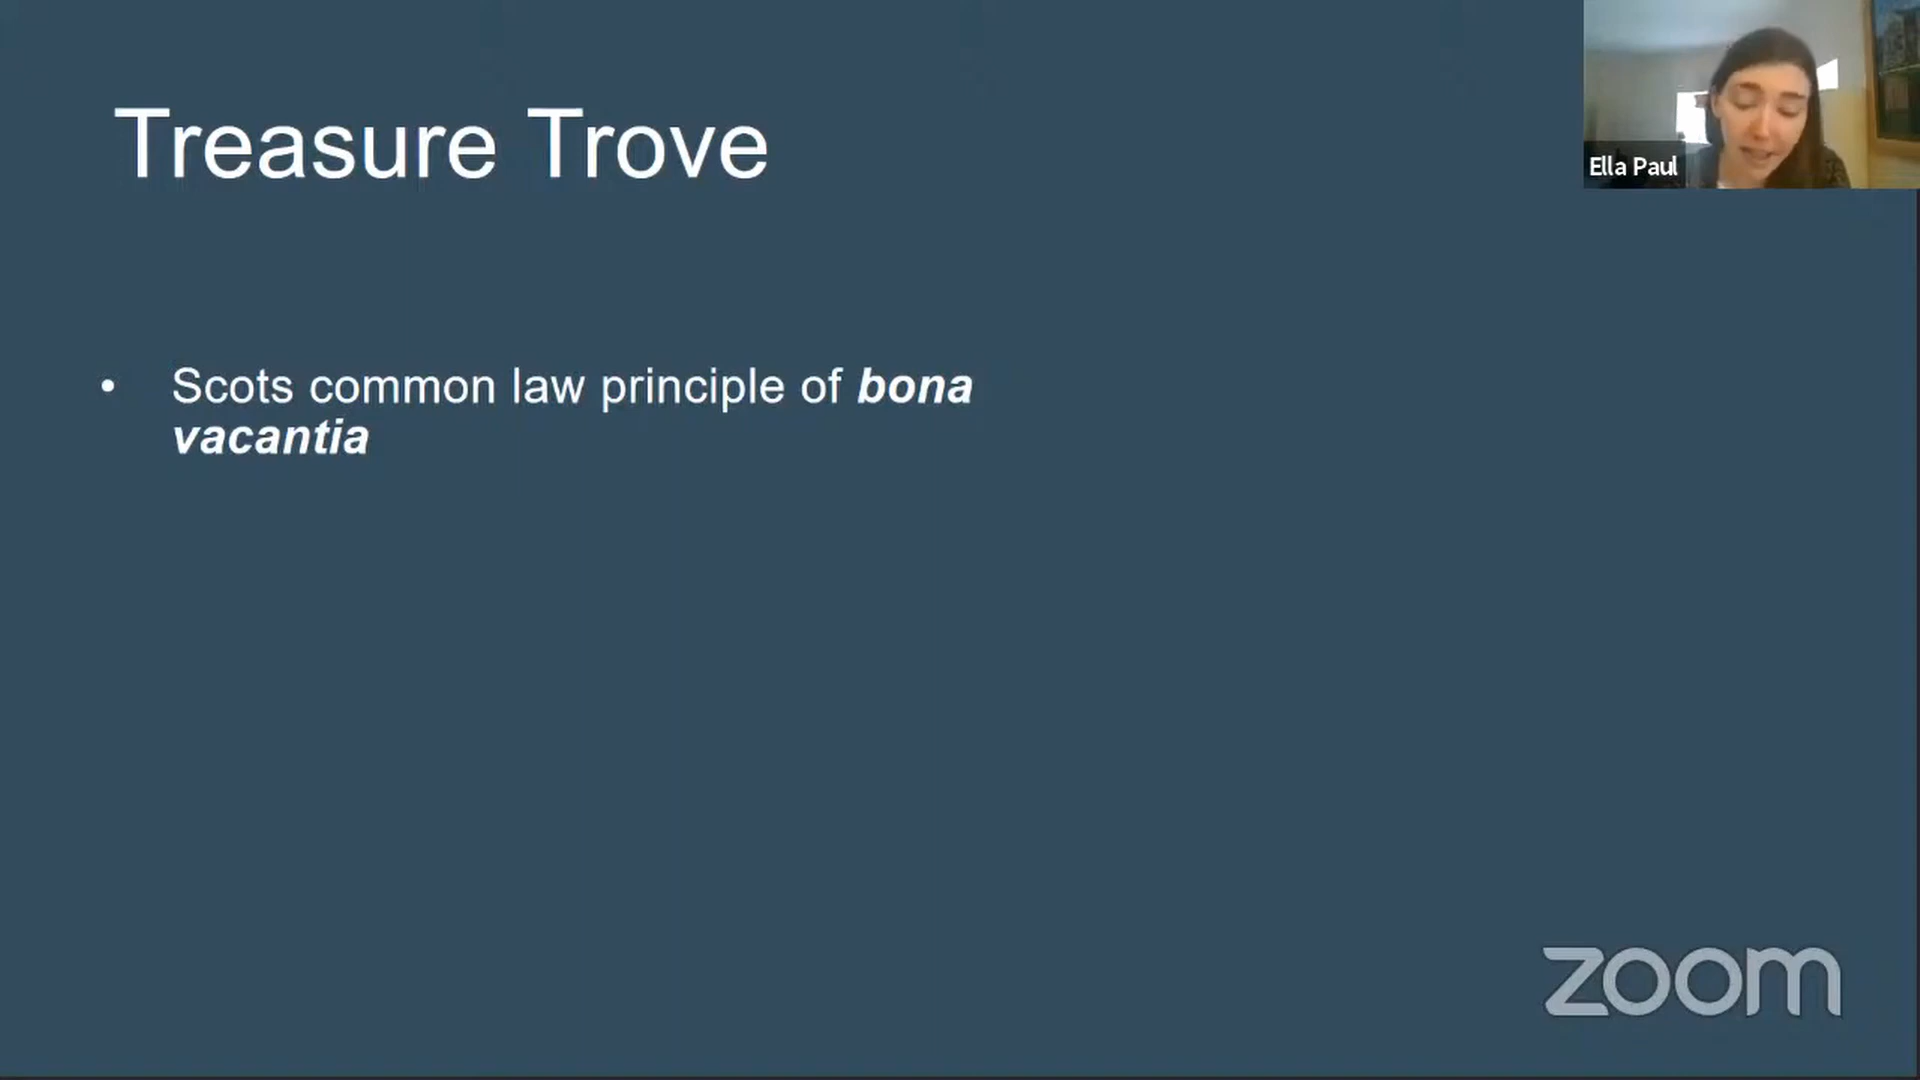 Treasure Trove
Ella Paul
• Scots common law principle of bona
vacantia
zoom